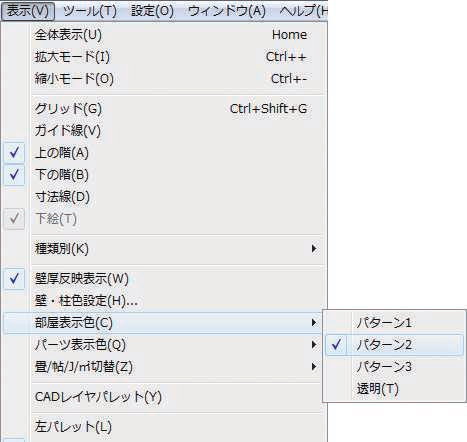 表示(V) ツール(T) 設定(O) ウィンドウ(A) ヘルプ(H
全体表示(U) Home
拡大モード(I) Ctrl++
縮小モード(O) Ctrl+-
グリッド(G) Ctrl+Shift+G
ガイド線(V)
上の階(A)
下の階(B)
寸法線(D)
下絵(T)
種類別(K)
壁厚反映表示(W)
壁・柱色設定(H)...
部屋表示色(C)
パーツ表示色(Q)
畳/帖/J/㎡切替(Z)
CADレイヤパレット(Y)
左パレット(L)
パターン1
パターン2
パターン3
透明(T)